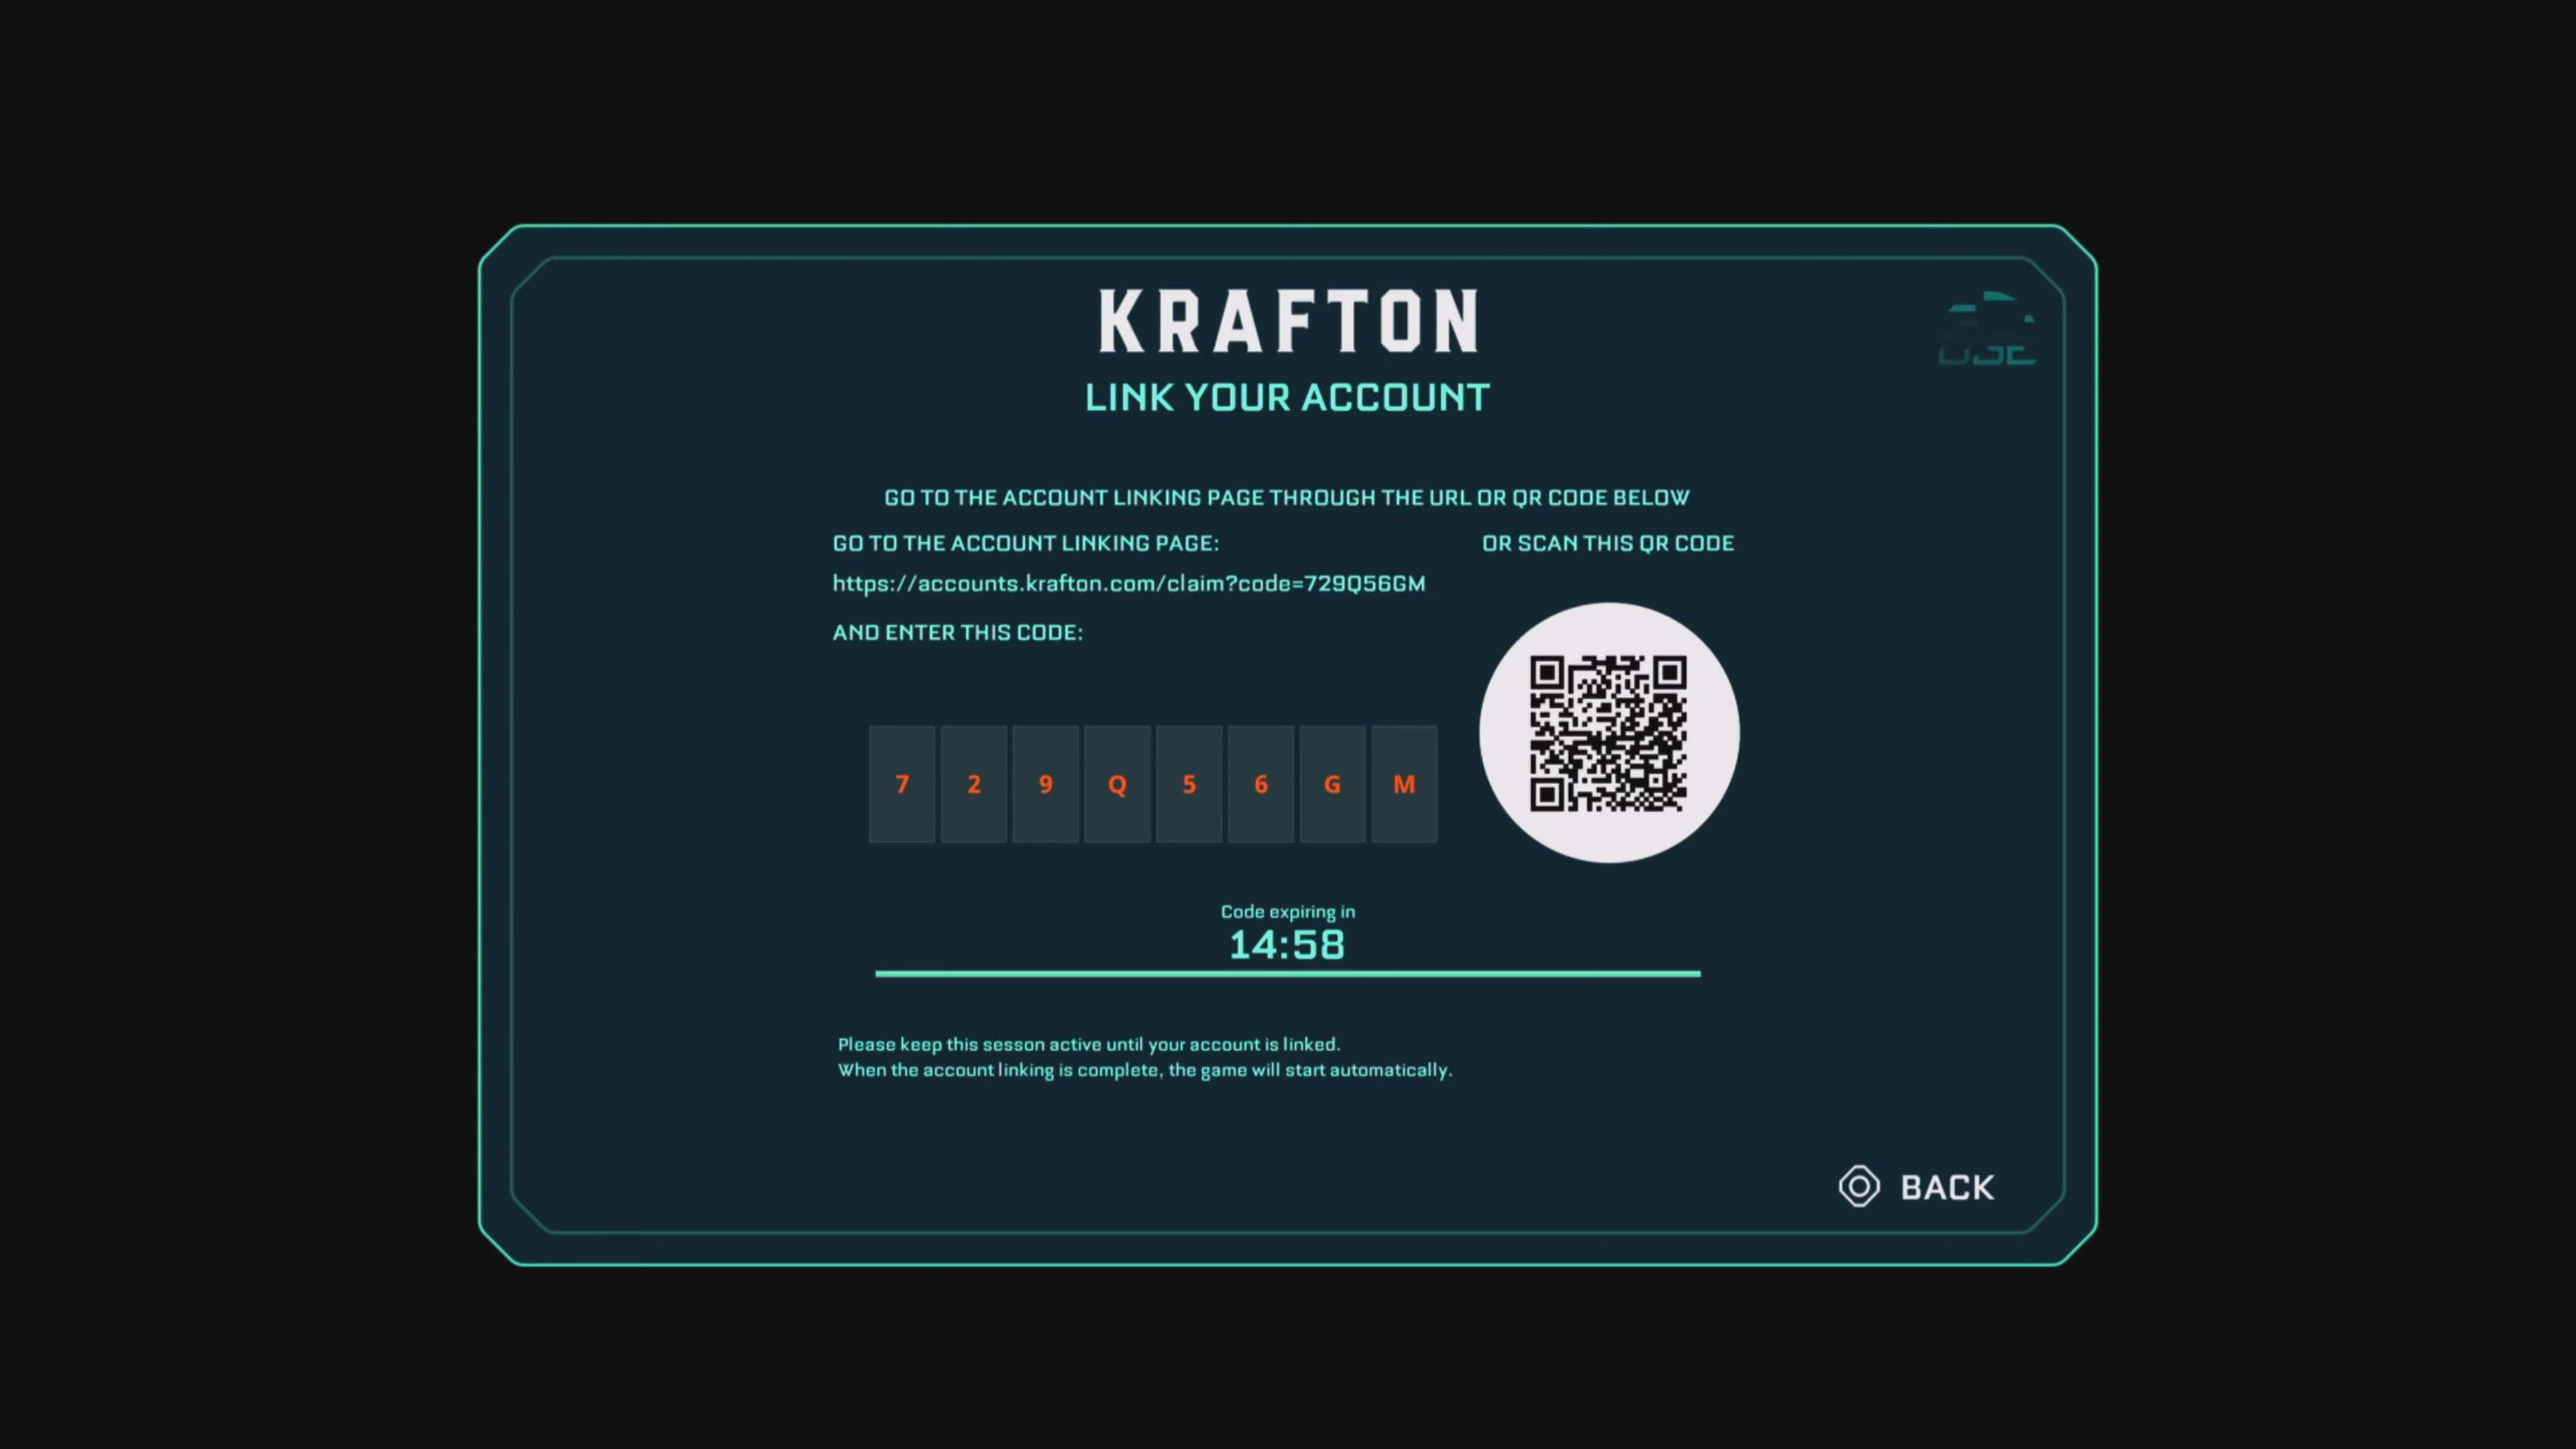 KRAFTON
LINK YOUR ACCOUNT
GO TO THE ACCOUNT LINKING PAGE THROUGH THE URL OR QR CODE BELOW
GO TO THE ACCOUNT LINKING PAGE:
https://accounts.krafton.com/claim?code=729Q56GM
AND ENTER THIS CODE:
7 2 9 Q 5 6 G M
OR SCAN THIS QR CODE
Code expiring in
14:58
Please keep this sesson active until your account is linked.
When the account linking is complete, the game will start automatically.
BACK